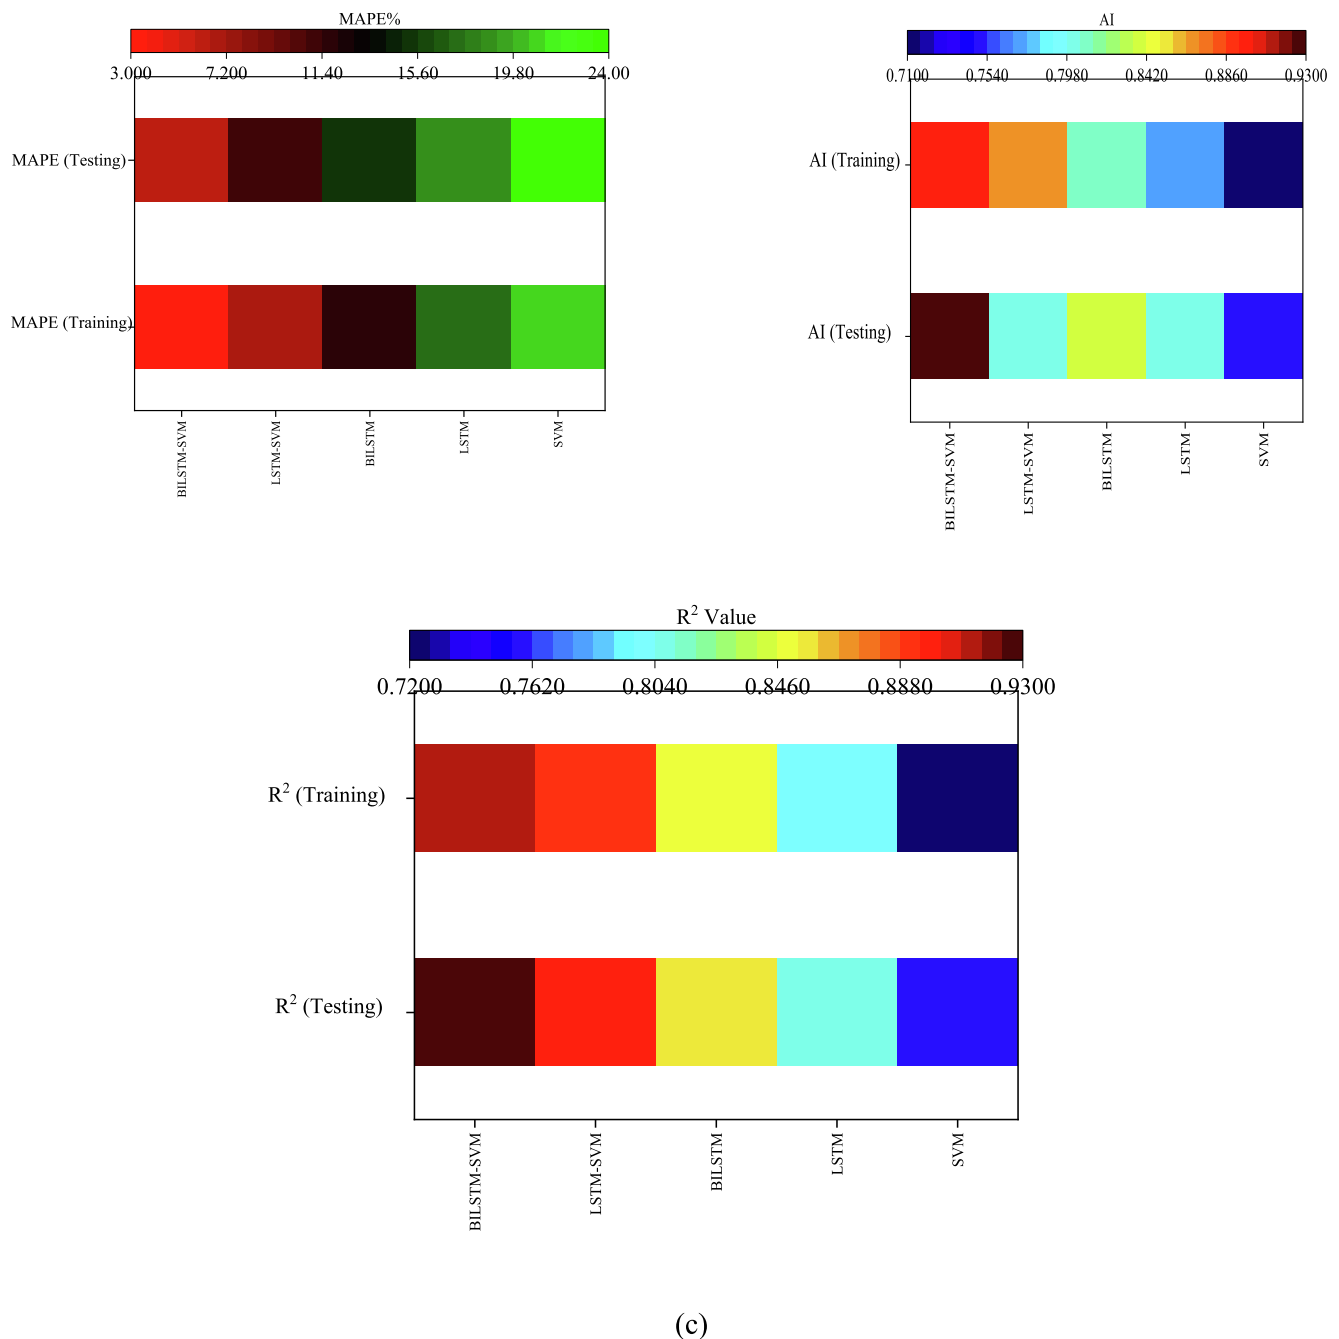 MAPE%
3.000 7.200 11.40 15.60 19.80 24.00
MAPE (Testing)
MAPE (Training)
BILSTM-SVM
LSTM-SVM
BILSTM
LSTM
SVM
AI
0.7100 0.7540 0.7980 0.8420 0.8860 0.9300
AI (Training)
AI (Testing)
BILSTM-SVM
LSTM-SVM
BILSTM
LSTM
SVM
R² Value
0.7200 0.7620 0.8040 0.8460 0.8880 0.9300
R² (Training)
R² (Testing)
BILSTM-SVM
LSTM-SVM
BILSTM
LSTM
SVM
(c)